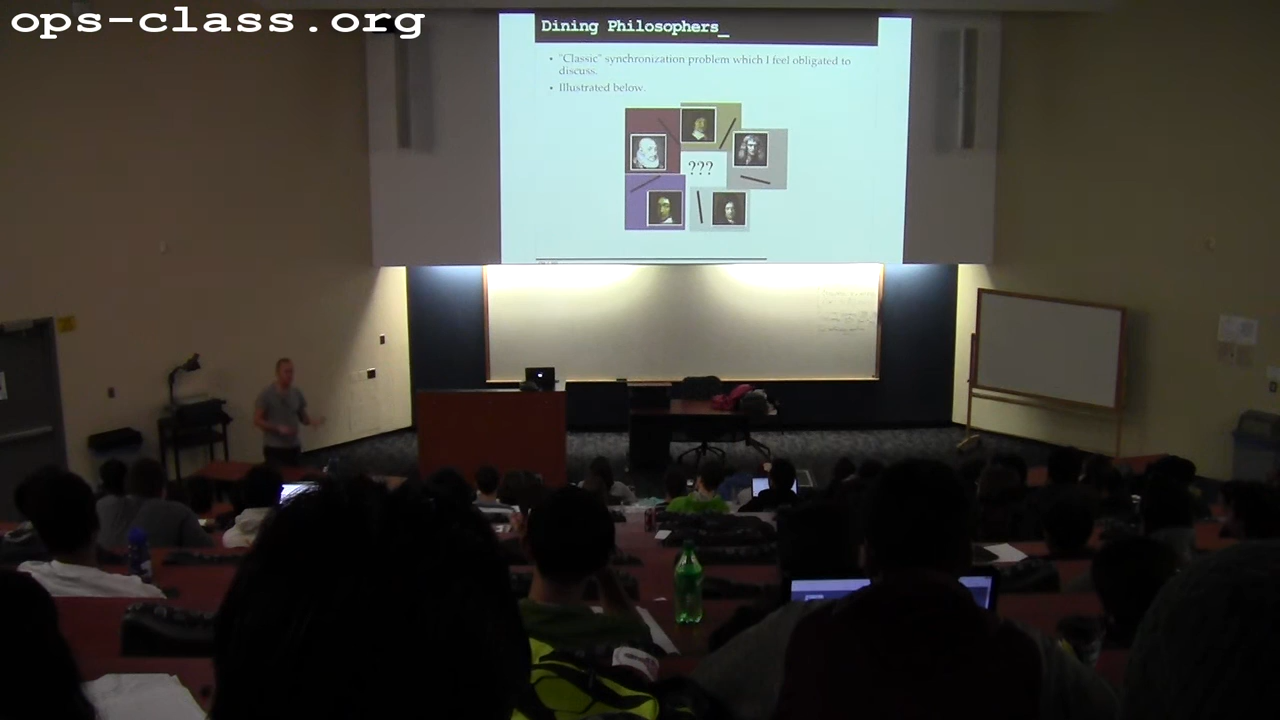 ops-class.org
Dining Philosophers_
• "Classic" synchronization problem which I feel obligated to
discuss.
• Illustrated below.
???